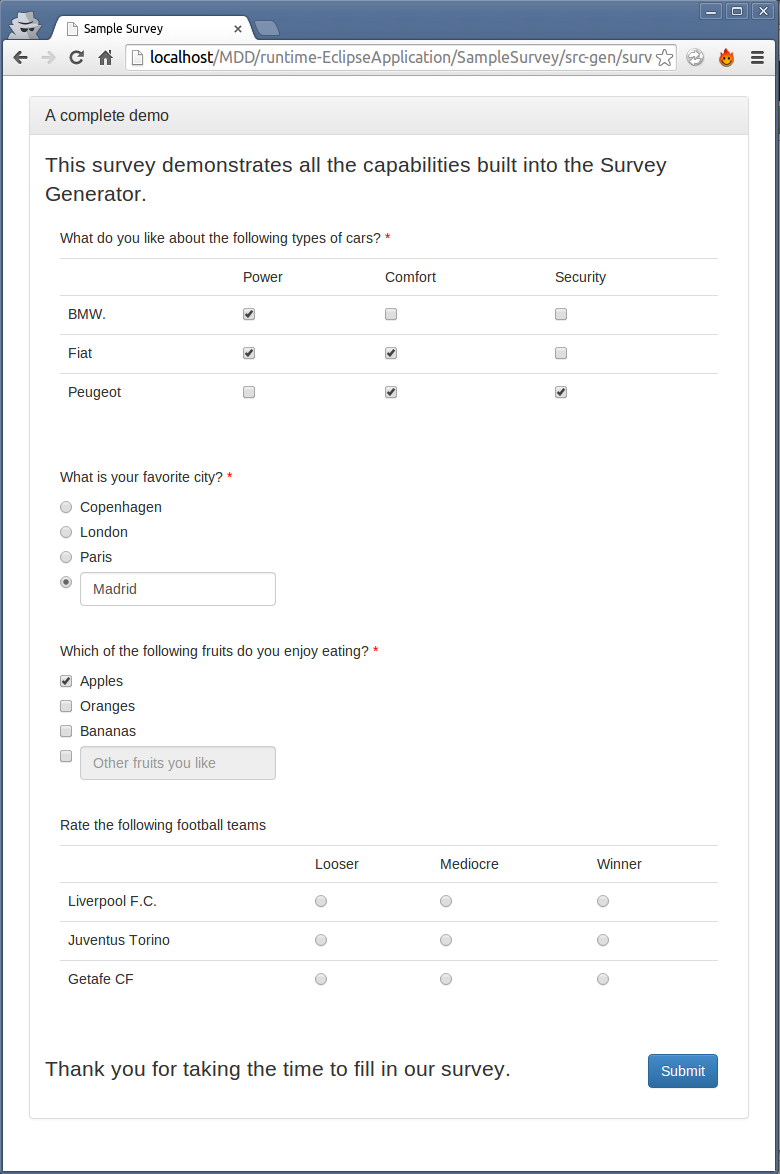 Sample Survey
localhost/MDD/runtime-EclipseApplication/SampleSurvey/src-gen/surv
A complete demo
This survey demonstrates all the capabilities built into the Survey
Generator.
What do you like about the following types of cars? *
Power Comfort Security
BMW.
Fiat
Peugeot
What is your favorite city? *
Copenhagen
London
Paris
Madrid
Which of the following fruits do you enjoy eating? *
Apples
Oranges
Bananas
Other fruits you like
Rate the following football teams
Looser Mediocre Winner
Liverpool F.C.
Juventus Torino
Getafe CF
Thank you for taking the time to fill in our survey. Submit